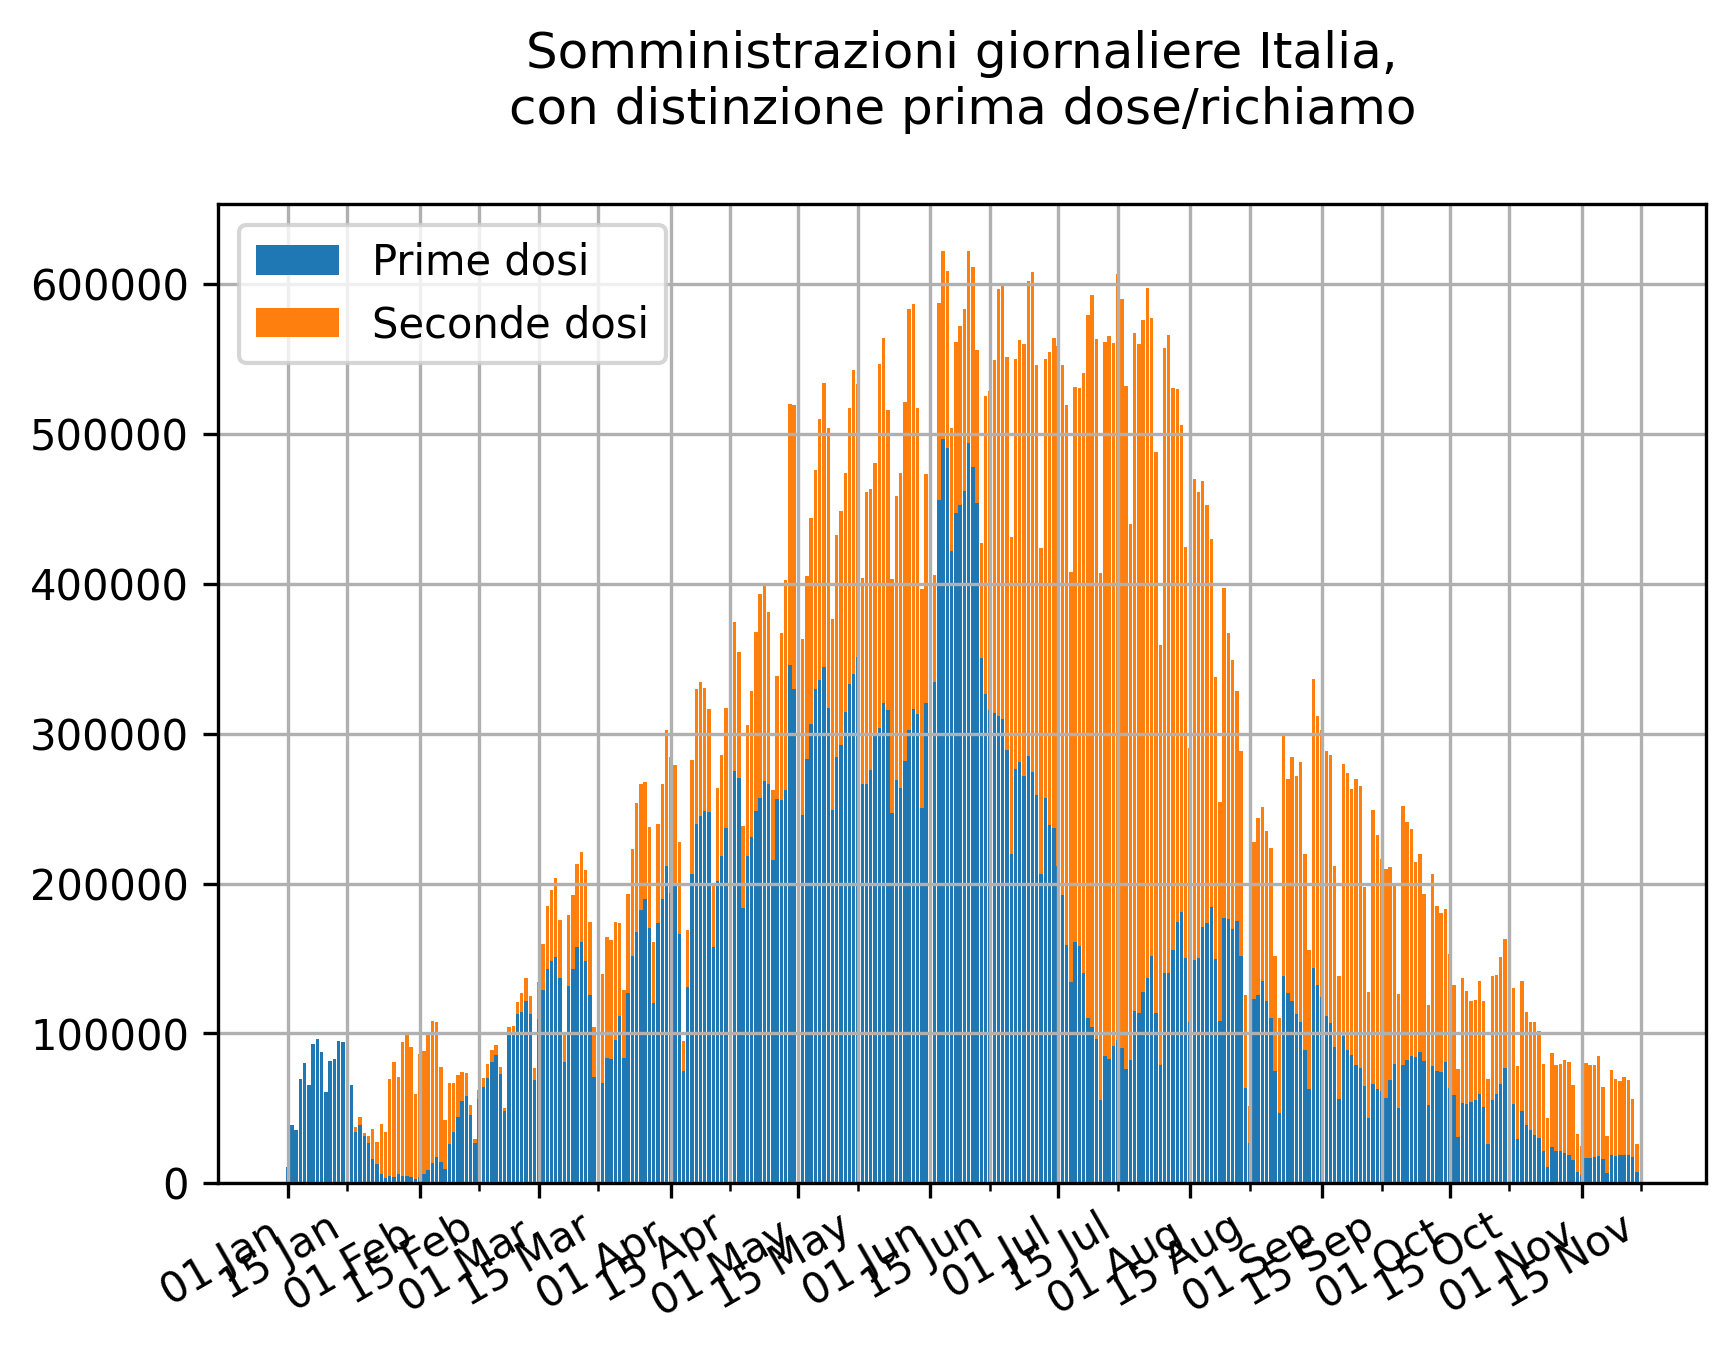 Somministrazioni giornaliere Italia,
con distinzione prima dose/richiamo
Prime dosi
Seconde dosi
600000
500000
400000
300000
200000
100000
0
01 Jan
15 Jan
01 Feb
15 Feb
01 Mar
15 Mar
01 Apr
15 Apr
01 May
15 May
01 Jun
15 Jun
01 Jul
15 Jul
01 Aug
15 Aug
01 Sep
15 Sep
01 Oct
15 Oct
01 Nov
15 Nov